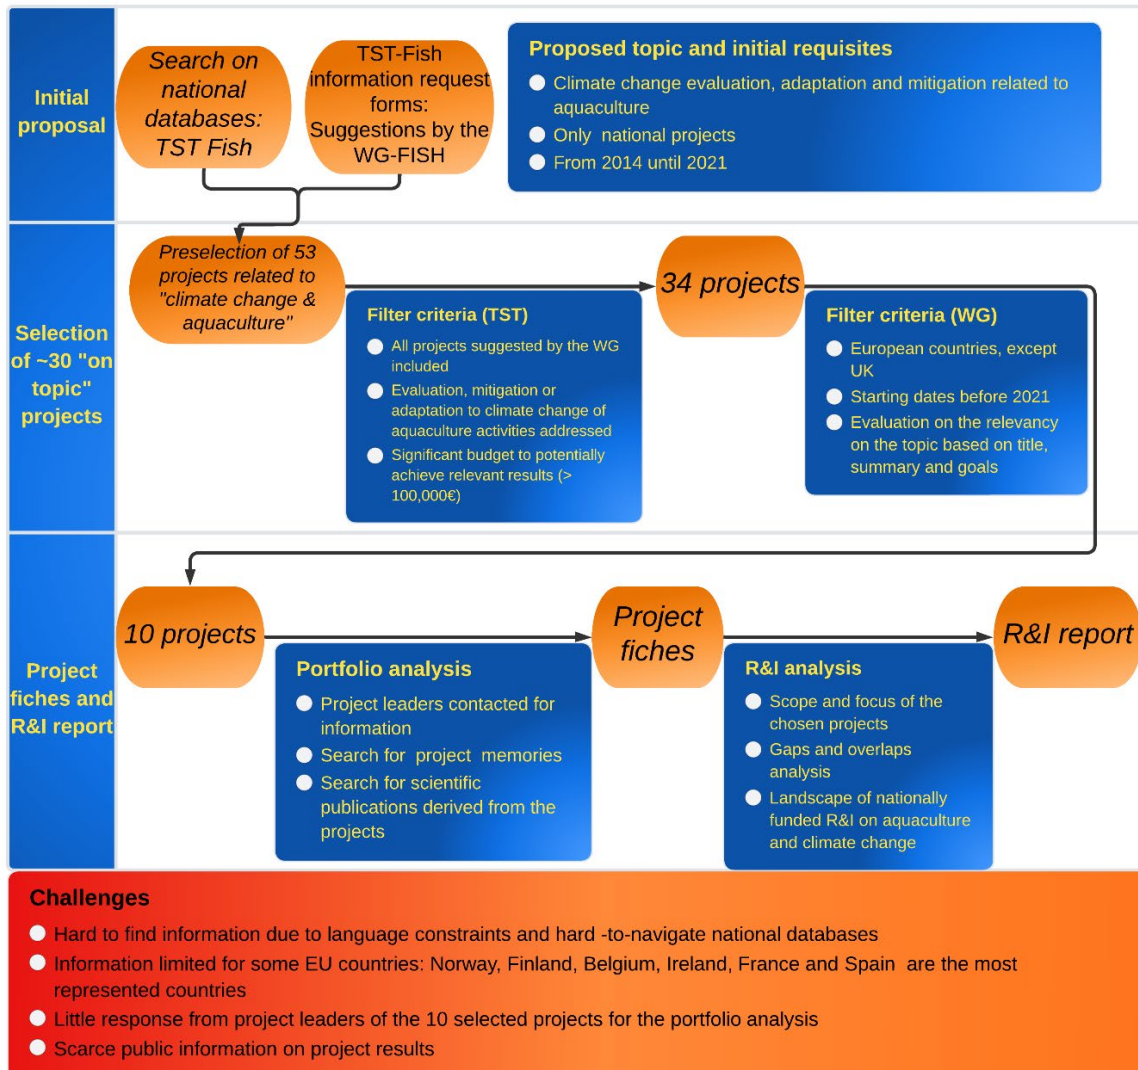 Initial
proposal
Search on
national
databases:
TST Fish
TST-Fish
information request
forms:
Suggestions by the
WG-FISH
Proposed topic and initial requisites
Climate change evaluation, adaptation and mitigation related to
aquaculture
Only national projects
From 2014 until 2021
Selection
of ~30 "on
topic"
projects
Preselection of 53
projects related to
"climate change &
aquaculture"
Filter criteria (TST)
All projects suggested by the WG
included
Evaluation, mitigation or
adaptation to climate change of
aquaculture activities addressed
Significant budget to potentially
achieve relevant results (>
100,000€)
34 projects
Filter criteria (WG)
European countries, except
UK
Starting dates before 2021
Evaluation on the relevancy
on the topic based on title,
summary and goals
Project
fiches and
R&I report
10 projects
Portfolio analysis
Project leaders contacted for
information
Search for project memories
Search for scientific
publications derived from the
projects
Project
fiches
R&I analysis
Scope and focus of the
chosen projects
Gaps and overlaps
analysis
Landscape of nationally
funded R&I on aquaculture
and climate change
R&I report
Challenges
Hard to find information due to language constraints and hard -to-navigate national databases
Information limited for some EU countries: Norway, Finland, Belgium, Ireland, France and Spain are the most
represented countries
Little response from project leaders of the 10 selected projects for the portfolio analysis
Scarce public information on project results